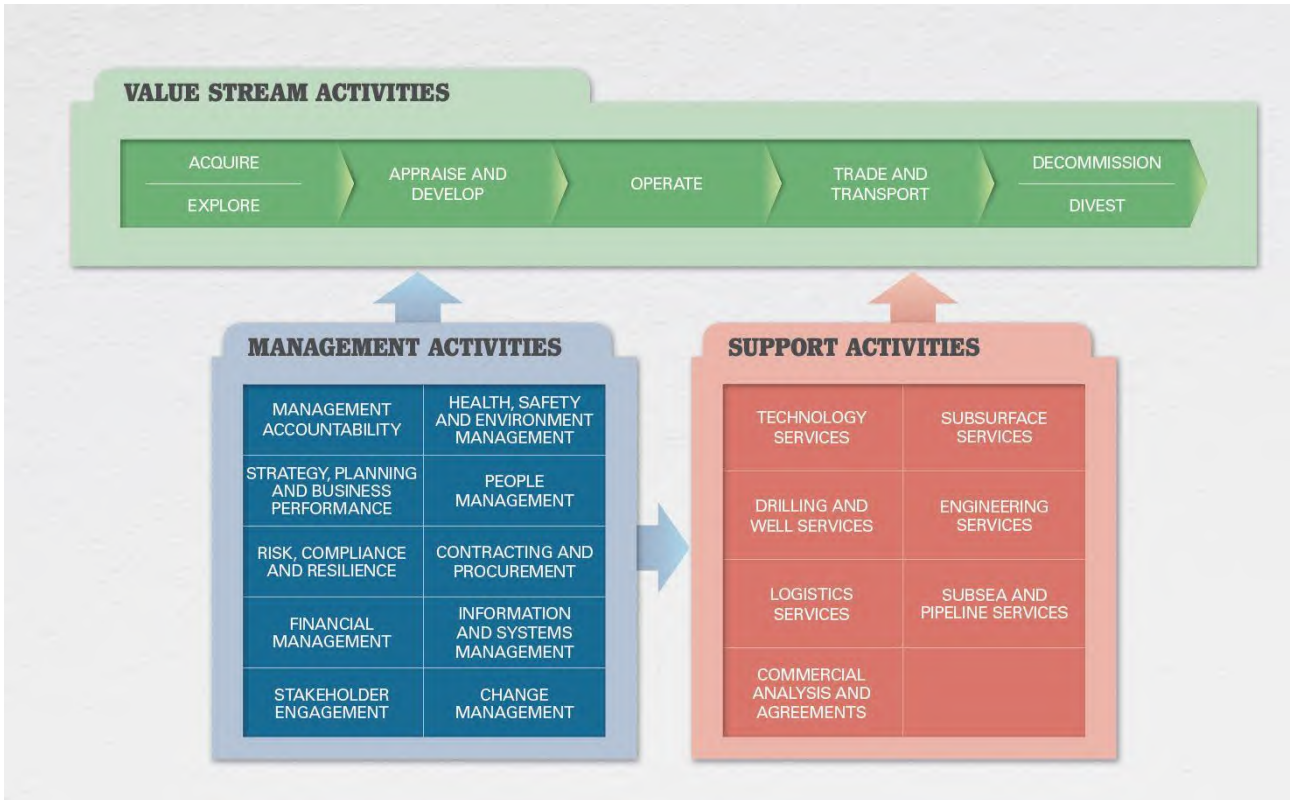 VALUE STREAM ACTIVITIES
ACQUIRE
EXPLORE
APPRAISE AND
DEVELOP
OPERATE
TRADE AND
TRANSPORT
DECOMMISSION
DIVEST
MANAGEMENT ACTIVITIES
MANAGEMENT
ACCOUNTABILITY
HEALTH, SAFETY
AND ENVIRONMENT
MANAGEMENT
STRATEGY, PLANNING
AND BUSINESS
PERFORMANCE
PEOPLE
MANAGEMENT
RISK, COMPLIANCE
AND RESILIENCE
CONTRACTING AND
PROCUREMENT
FINANCIAL
MANAGEMENT
INFORMATION
AND SYSTEMS
MANAGEMENT
STAKEHOLDER
ENGAGEMENT
CHANGE
MANAGEMENT
SUPPORT ACTIVITIES
TECHNOLOGY
SERVICES
SUBSURFACE
SERVICES
DRILLING AND
WELL SERVICES
ENGINEERING
SERVICES
LOGISTICS
SERVICES
SUBSEA AND
PIPELINE SERVICES
COMMERCIAL
ANALYSIS AND
AGREEMENTS